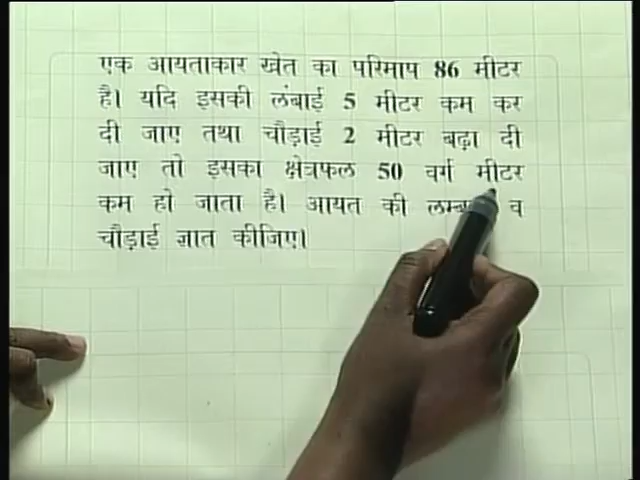 एक आयताकार खेत का परिमाप 86 मीटर
है। यदि इसकी लंबाई 5 मीटर कम कर
दी जाए तथा चौड़ाई 2 मीटर बढ़ा दी
जाए तो इसका क्षेत्रफल 50 वर्ग मीटर
कम हो जाता है। आयत की व
चौड़ाई ज्ञात कीजिए।